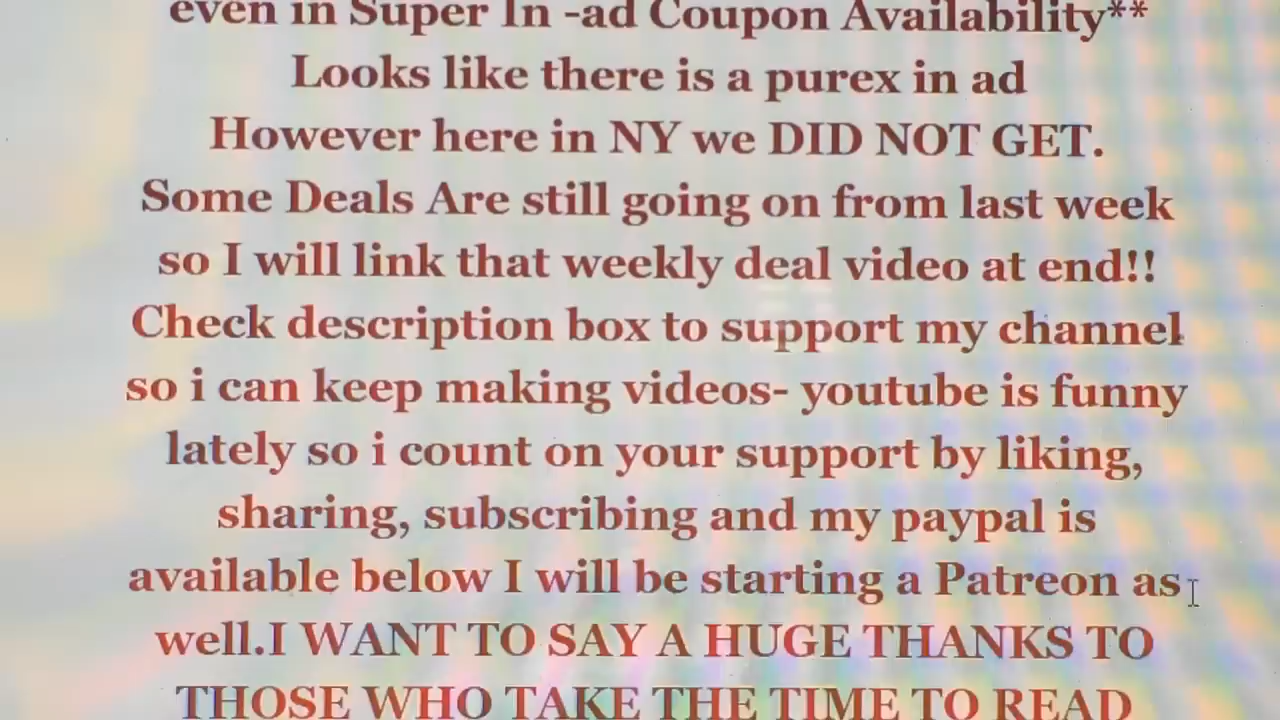 even in Super In -ad Coupon Availability**
Looks like there is a purex in ad
However here in NY we DID NOT GET.
Some Deals Are still going on from last week
so I will link that weekly deal video at end!!
Check description box to support my channel
so i can keep making videos- youtube is funny
lately so i count on your support by liking,
sharing, subscribing and my paypal is
available below I will be starting a Patreon as
well.I WANT TO SAY A HUGE THANKS TO
THOSE WHO TAKE THE TIME TO READ